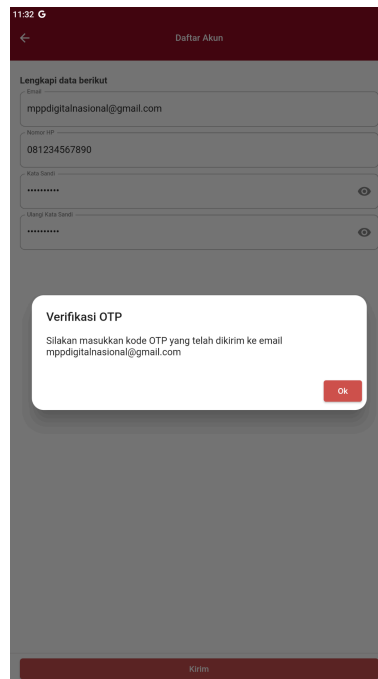 11:32 G
Daftar Akun
Lengkapi data berikut
Email
mppdigitalnasional@gmail.com
Nomor HP
081234567890
Kata Sandi
••••••••••
Ulangi Kata Sandi
••••••••••
Verifikasi OTP
Silakan masukkan kode OTP yang telah dikirim ke email
mppdigitalnasional@gmail.com
Ok
Kirim